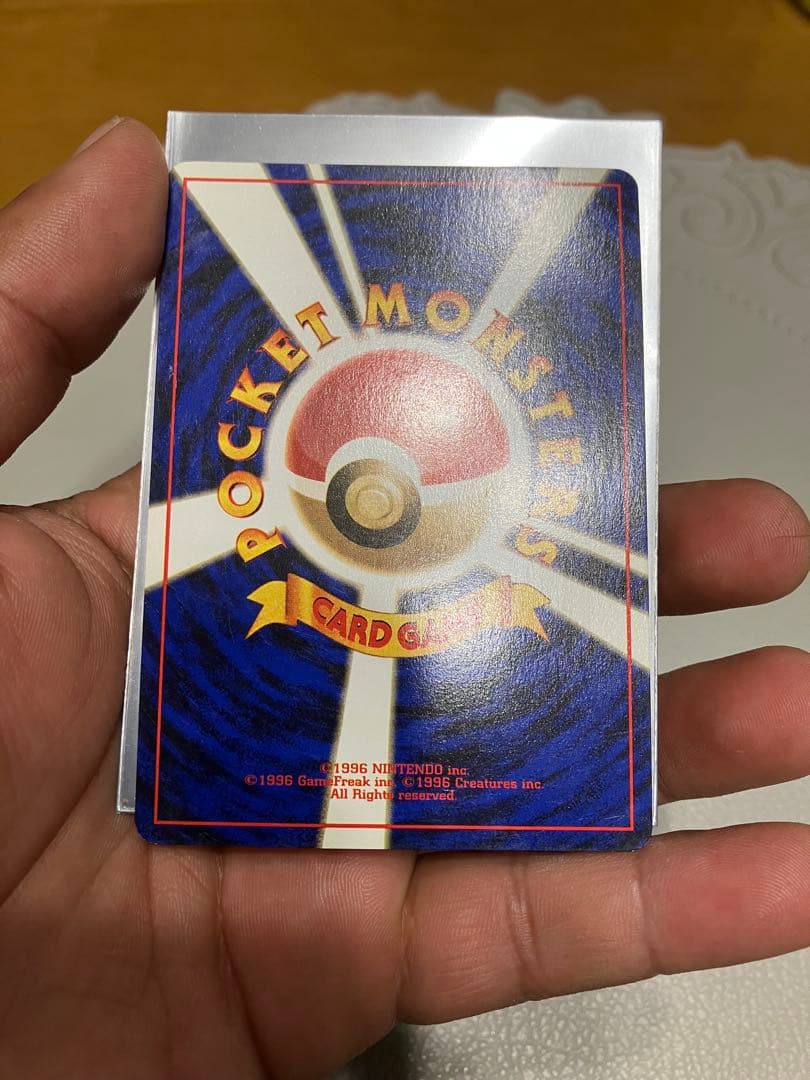 POCKET MONSTERS
CARD GAME
©1996 NINTENDO inc.
©1996 GameFreak inc. ©1996 Creatures inc.
All Rights reserved.